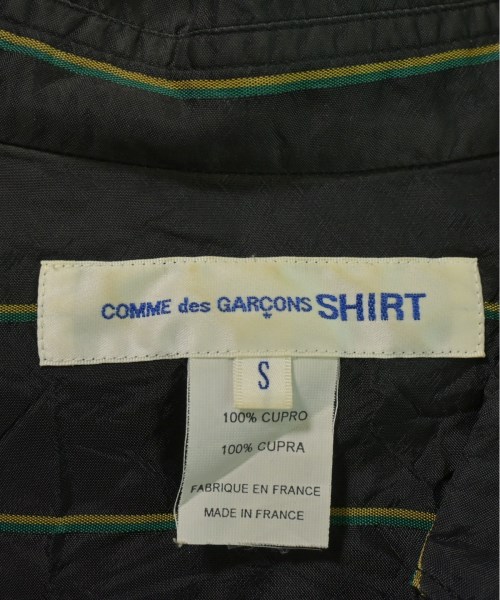 COMME des GARÇONS SHIRT
S
100% CUPRO
100% CUPRA
FABRIQUE EN FRANCE
MADE IN FRANCE